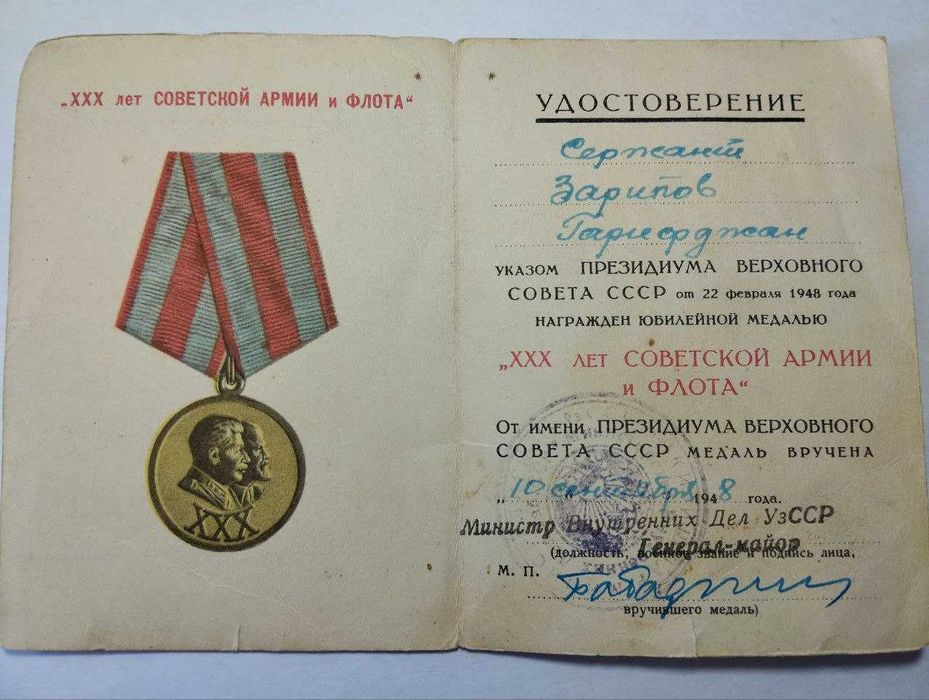 „XXX лет СОВЕТСКОЙ АРМИИ и ФЛОТА“
XXX
УДОСТОВЕРЕНИЕ
Сержант
Зарипов
УКАЗОМ ПРЕЗИДИУМА ВЕРХОВНОГО
СОВЕТА СССР от 22 февраля 1948 года
НАГРАЖДЕН ЮБИЛЕЙНОЙ МЕДАЛЬЮ
„XXX лет СОВЕТСКОЙ АРМИИ
и ФЛОТА“
От имени ПРЕЗИДИУМА ВЕРХОВНОГО
СОВЕТА СССР МЕДАЛЬ ВРУЧЕНА
„10 сентября 1948 года.
Министр Внутренних Дел УзССР
Генерал-майор
(должность, военное звание и подпись лица,
М. П.
вручившего медаль)